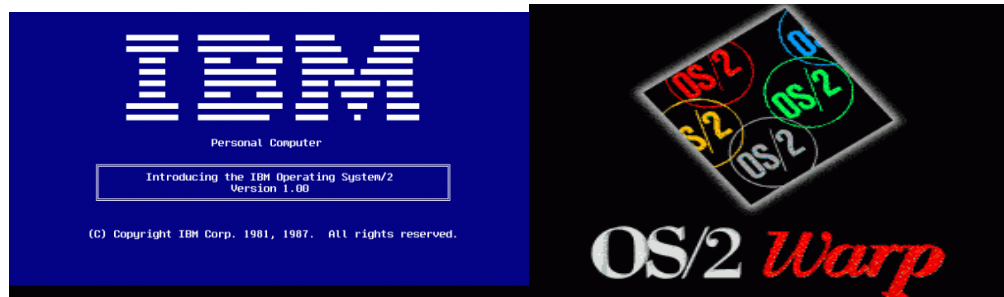 IBM
Personal Computer
Introducing the IBM Operating System/2
Version 1.00
(C) Copyright IBM Corp. 1981, 1987. All rights reserved.
OS/2
OS/2
OS/2
S/2
OS/2
OS/2 Warp